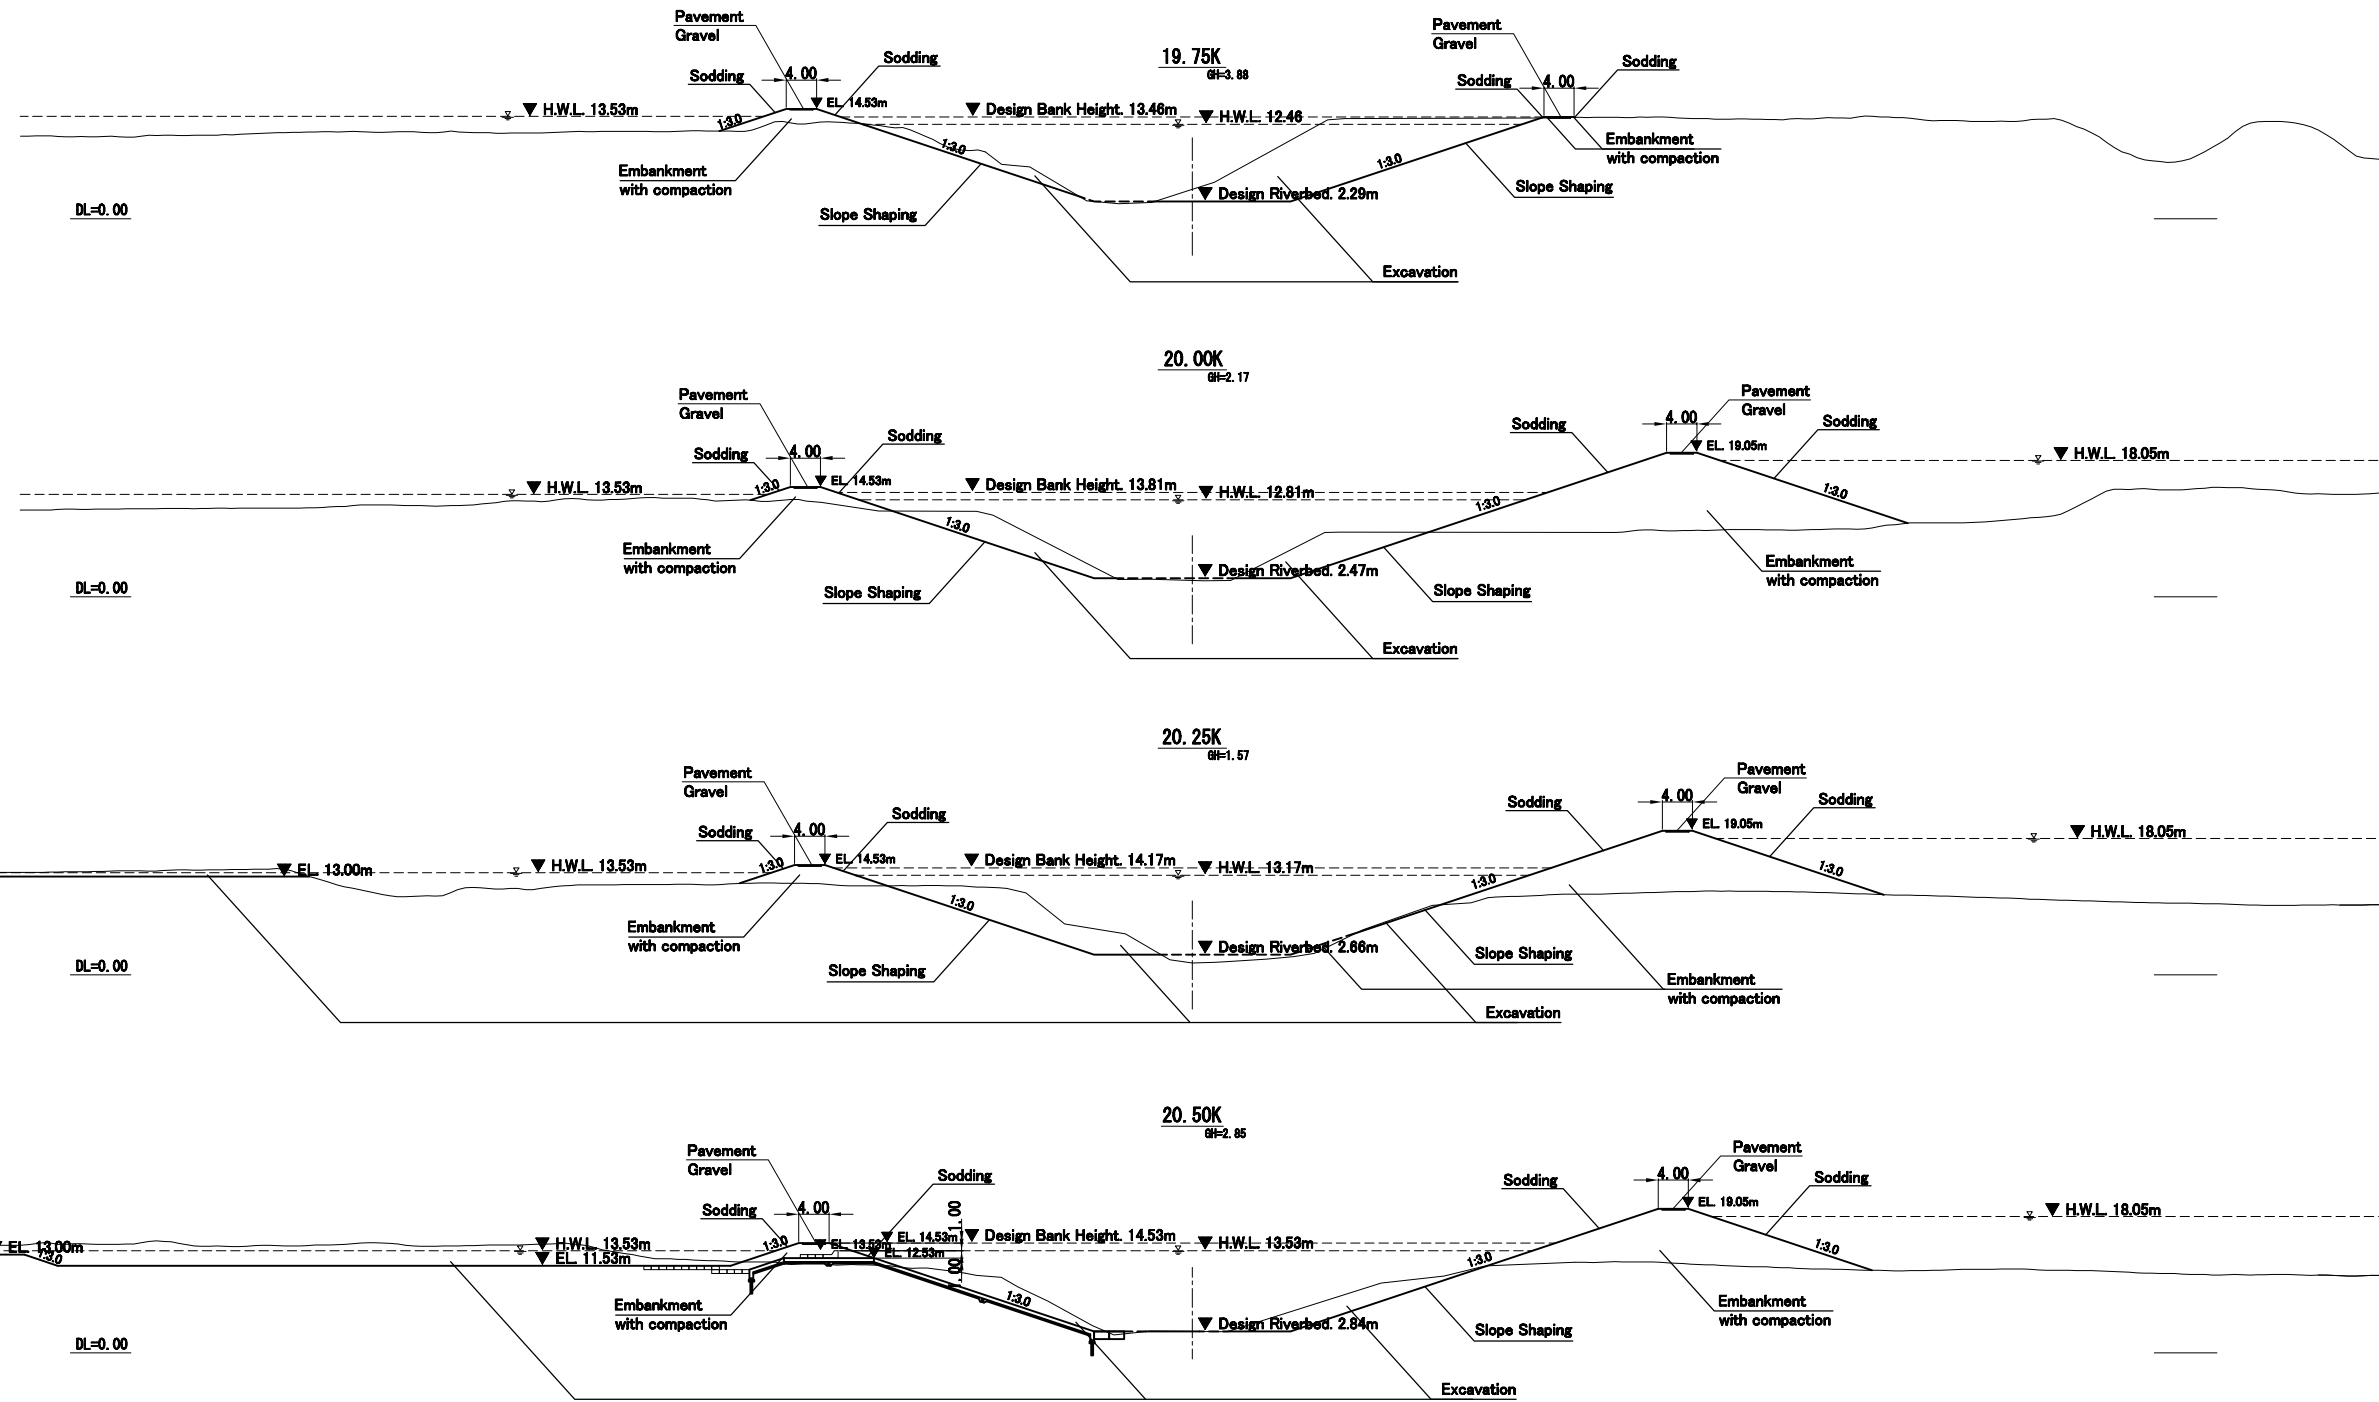 19. 75K
GH=3. 88
Pavement
Gravel
Sodding
4. 00
Sodding
EL. 14.53m
H.W.L. 13.53m
1:3.0
Embankment
with compaction
Slope Shaping
1:3.0
Design Bank Height. 13.46m
H.W.L. 12.46
Design Riverbed. 2.29m
Pavement
Gravel
Sodding
4. 00
Sodding
Embankment
with compaction
1:3.0
Slope Shaping
Excavation
DL=0. 00
20. 00K
GH=2. 17
Pavement
Gravel
Sodding
4. 00
Sodding
EL. 14.53m
H.W.L. 13.53m
1:3.0
Embankment
with compaction
Slope Shaping
1:3.0
Design Bank Height. 13.81m
H.W.L. 12.81m
Design Riverbed. 2.47m
Sodding
4. 00
Pavement
Gravel
EL. 19.05m
Sodding
H.W.L. 18.05m
1:3.0
1:3.0
Embankment
with compaction
Slope Shaping
Excavation
DL=0. 00
20. 25K
GH=1. 57
Pavement
Gravel
Sodding
4. 00
Sodding
EL. 14.53m
EL. 13.00m
H.W.L. 13.53m
1:3.0
Embankment
with compaction
Slope Shaping
1:3.0
Design Bank Height. 14.17m
H.W.L. 13.17m
Design Riverbed. 2.66m
Sodding
4. 00
Pavement
Gravel
EL. 19.05m
Sodding
H.W.L. 18.05m
1:3.0
1:3.0
Slope Shaping
Embankment
with compaction
Excavation
DL=0. 00
20. 50K
GH=2. 85
Pavement
Gravel
Sodding
4. 00
Sodding
EL. 13.00m
1:3.0
H.W.L. 13.53m
EL. 11.53m
1:3.0
EL. 13.53m
EL. 14.53m
EL. 12.53m
1. 00
1. 00
Embankment
with compaction
1:3.0
Design Bank Height. 14.53m
H.W.L. 13.53m
Design Riverbed. 2.84m
Sodding
4. 00
Pavement
Gravel
EL. 19.05m
Sodding
H.W.L. 18.05m
1:3.0
1:3.0
Embankment
with compaction
Slope Shaping
Excavation
DL=0. 00